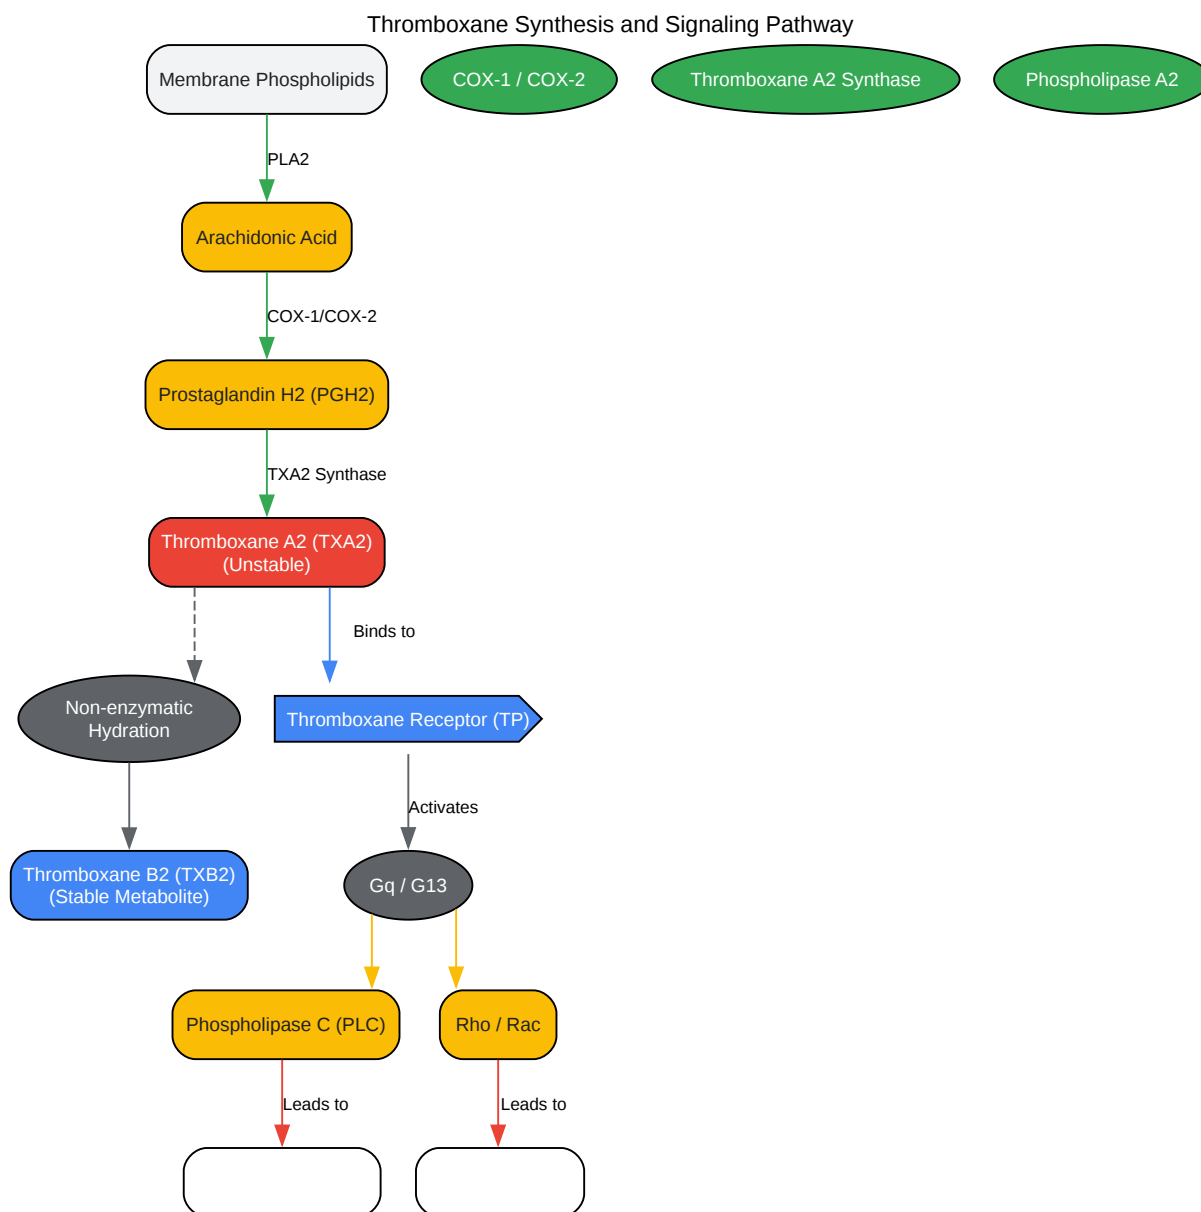 Thromboxane Synthesis and Signaling Pathway
Membrane Phospholipids
COX-1 / COX-2
Thromboxane A2 Synthase
Phospholipase A2
PLA2
Arachidonic Acid
COX-1/COX-2
Prostaglandin H2 (PGH2)
TXA2 Synthase
Thromboxane A2 (TXA2)
(Unstable)
Binds to
Non-enzymatic
Hydration
Thromboxane Receptor (TP)
Activates
Thromboxane B2 (TXB2)
(Stable Metabolite)
Gq / G13
Phospholipase C (PLC)
Rho / Rac
Leads to
Leads to